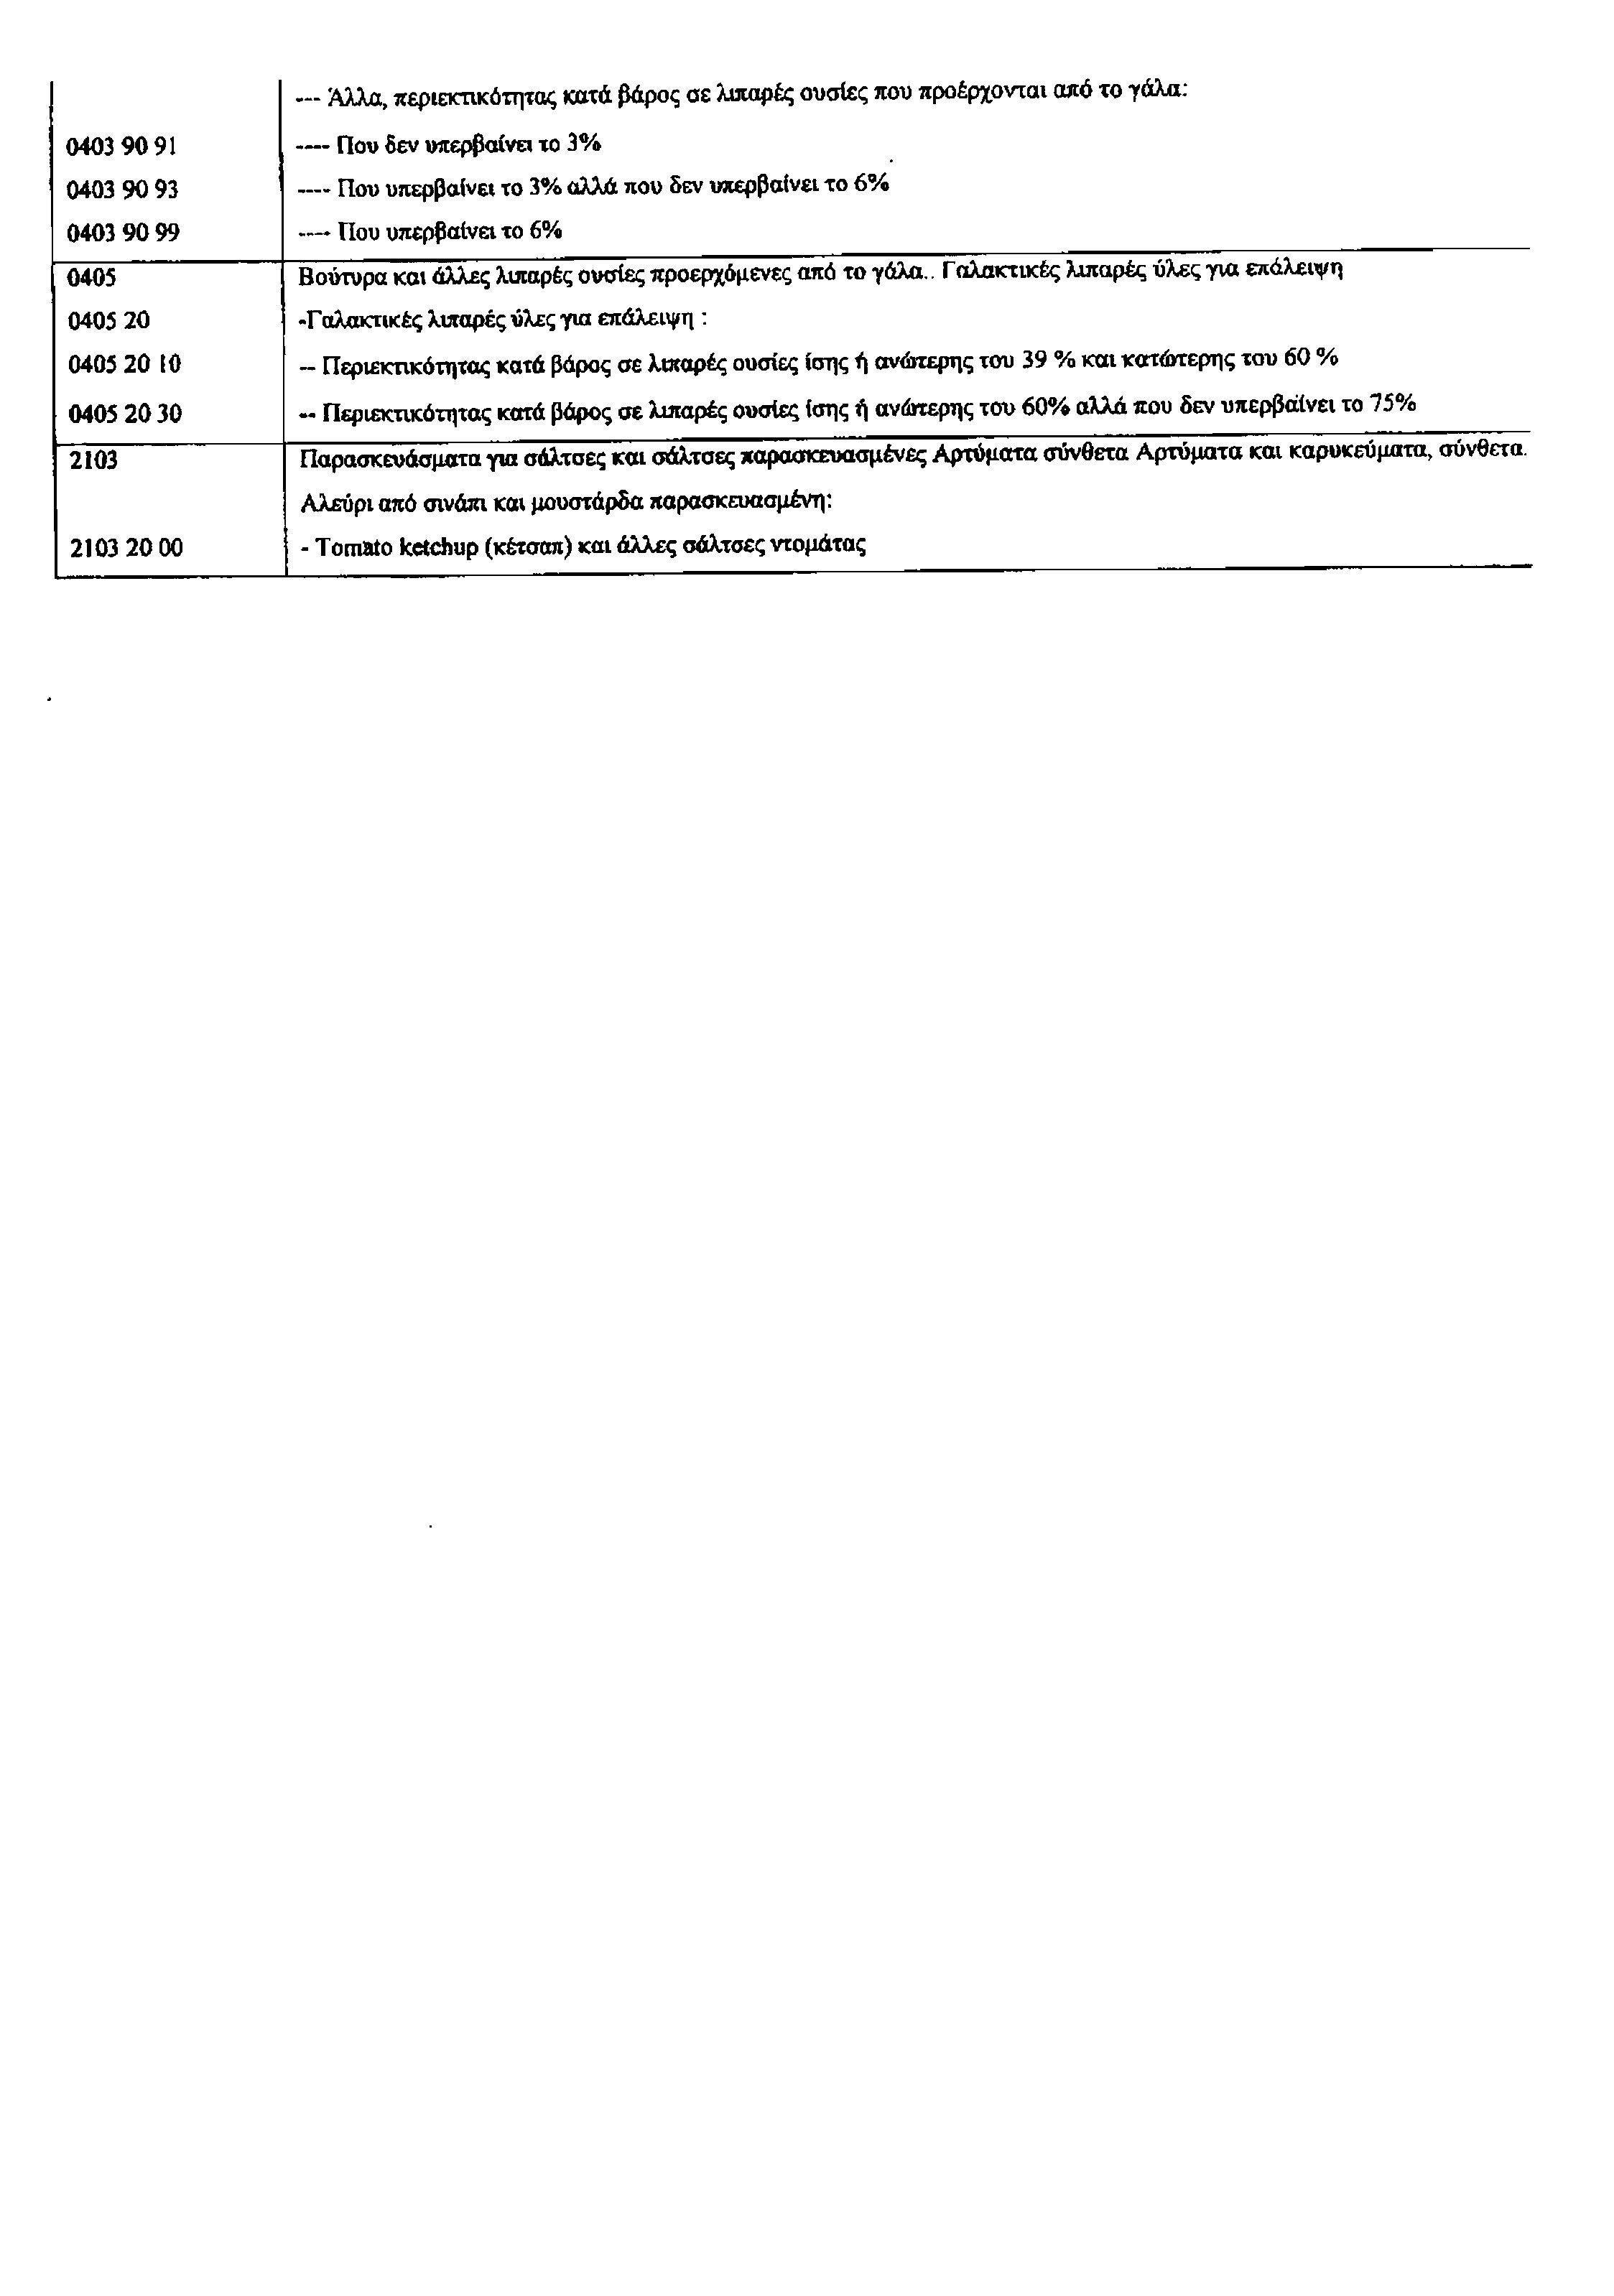 --- Άλλα, περιεκτικότητας κατά βάρος σε λιπαρές ουσίες που προέρχονται από το γάλα:
0403 90 91 ---- Που δεν υπερβαίνει το 3%
0403 90 93 ---- Που υπερβαίνει το 3% αλλά που δεν υπερβαίνει το 6%
0403 90 99 ---- Που υπερβαίνει το 6%
0405 Βούτυρα και άλλες λιπαρές ουσίες προερχόμενες από το γάλα.. Γαλακτικές λιπαρές ύλες για επάλειψη
0405 20 -Γαλακτικές λιπαρές ύλες για επάλειψη :
0405 20 10 -- Περιεκτικότητας κατά βάρος σε λιπαρές ουσίες ίσης ή ανώτερης του 39 % και κατώτερης του 60 %
0405 20 30 -- Περιεκτικότητας κατά βάρος σε λιπαρές ουσίες ίσης ή ανώτερης του 60% αλλά που δεν υπερβαίνει το 75%
2103 Παρασκευάσματα για σάλτσες και σάλτσες παρασκευασμένες Αρτύματα σύνθετα Αρτύματα και καρυκεύματα, σύνθετα.
Αλεύρι από σινάπι και μουστάρδα παρασκευασμένη:
2103 20 00 - Tomato ketchup (κέτσαπ) και άλλες σάλτσες ντομάτας